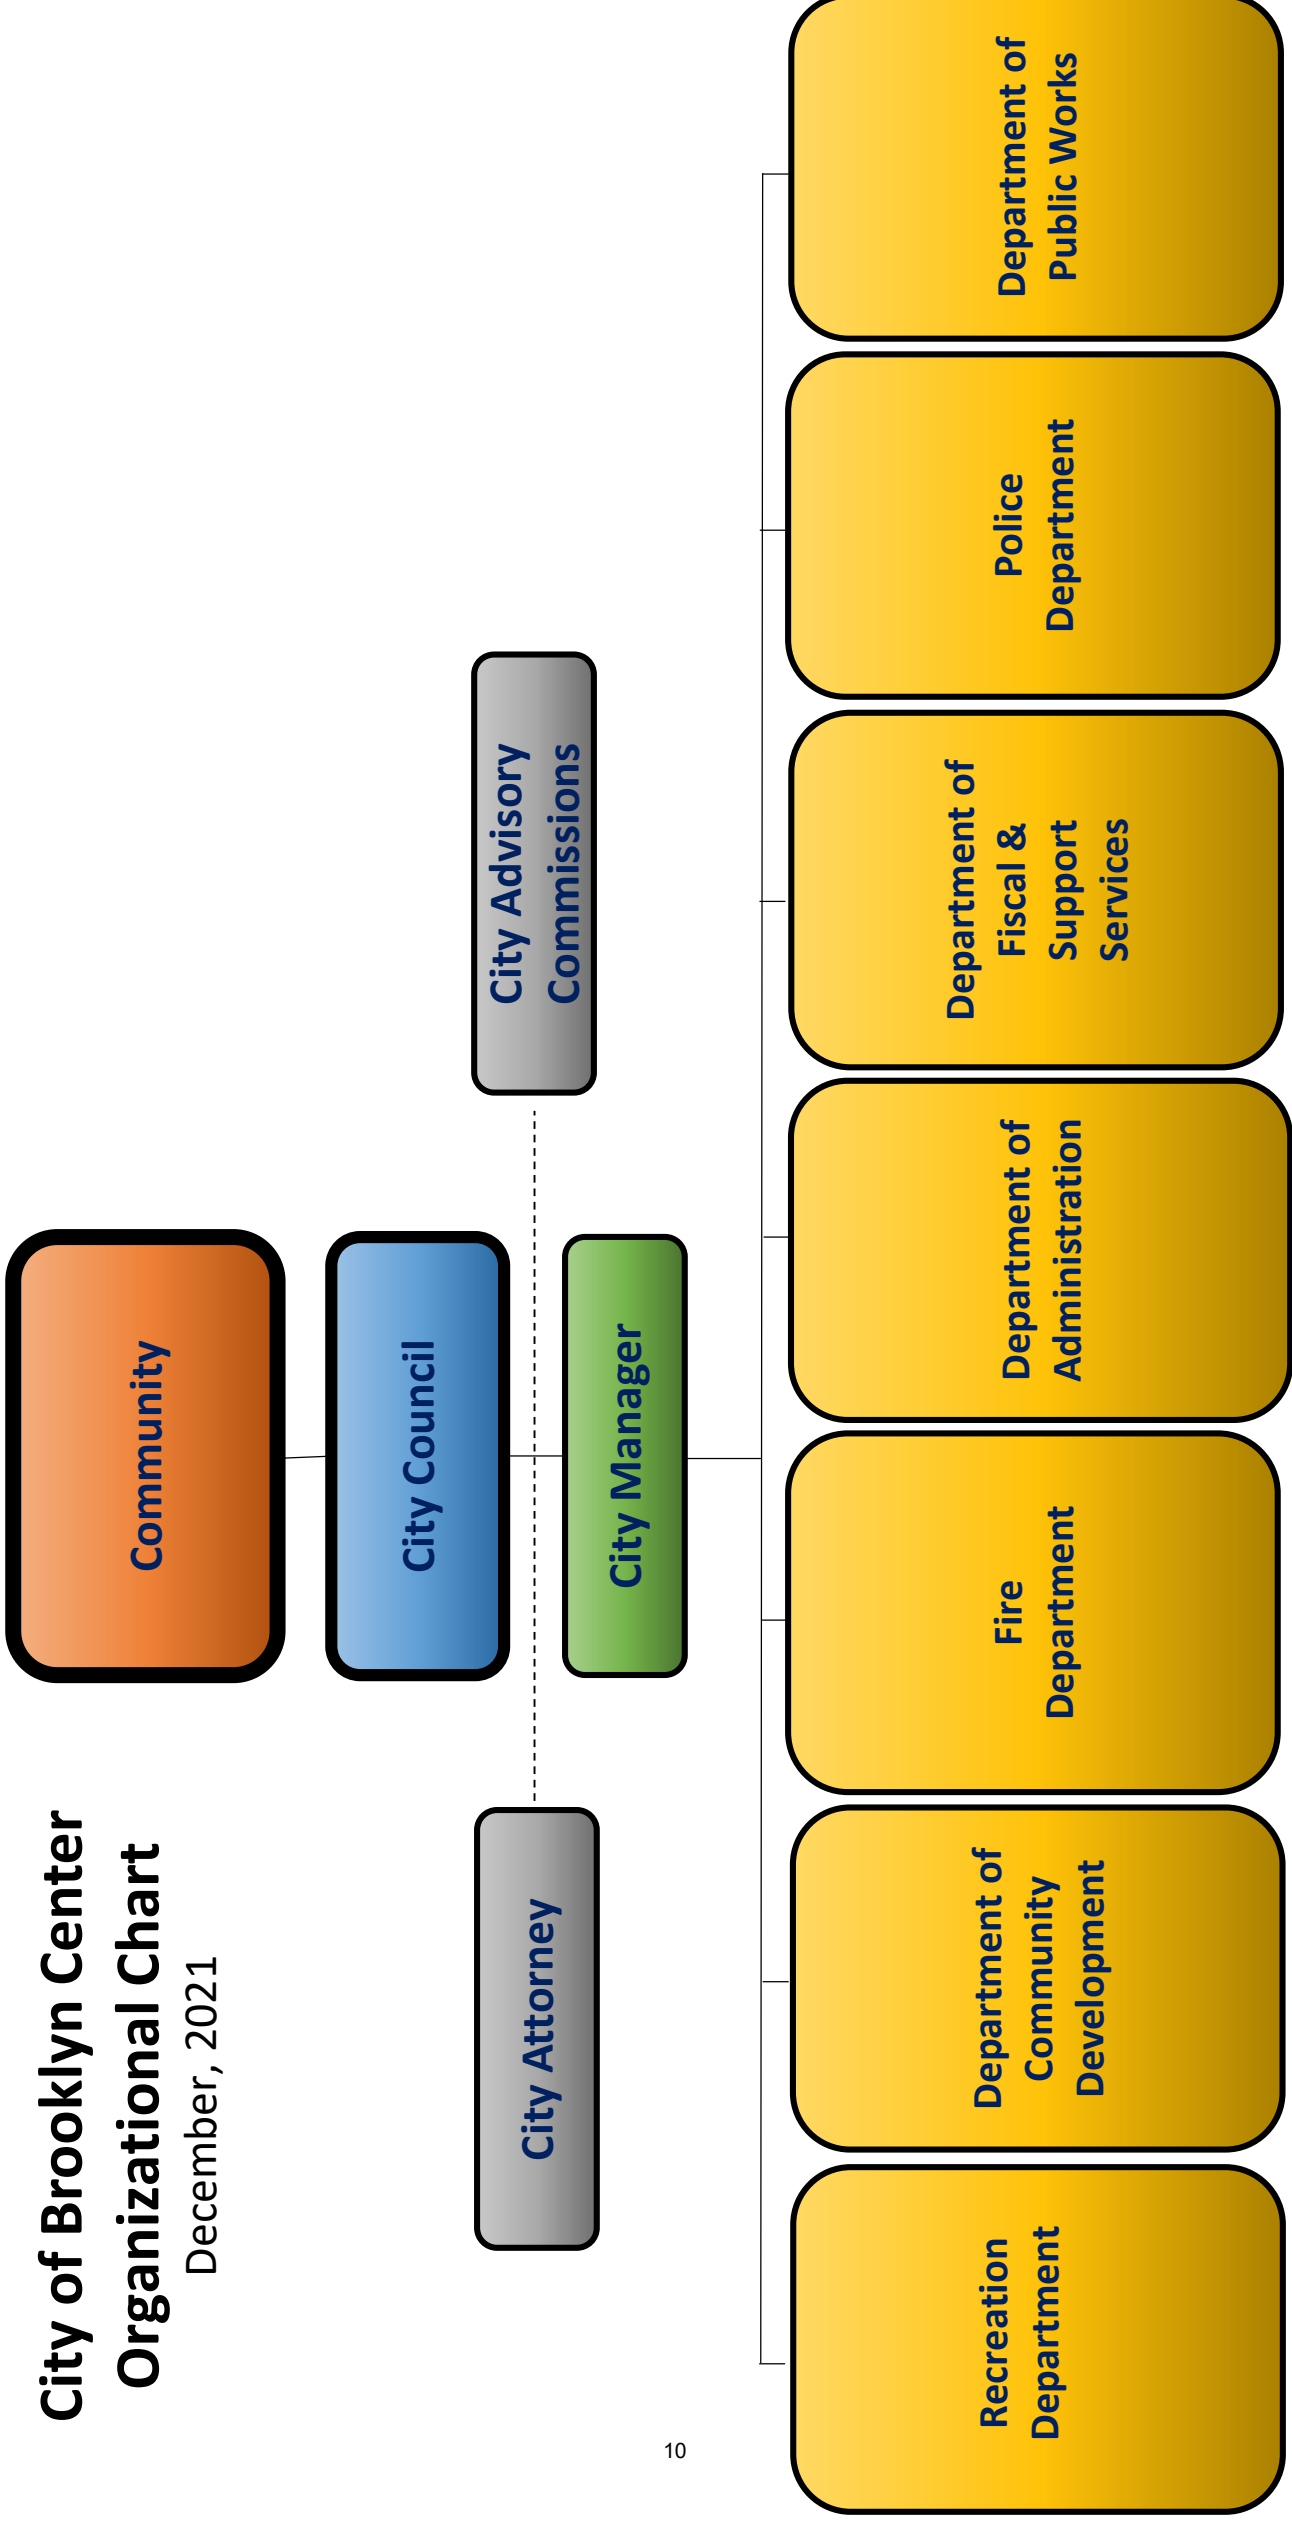 City of Brooklyn Center
Organizational Chart
December, 2021
Community
City Council
City Attorney
City Advisory
Commissions
City Manager
Recreation
Department
Department of
Community
Development
Fire
Department
Department of
Administration
Department of
Fiscal &
Support
Services
Police
Department
Department of
Public Works
10